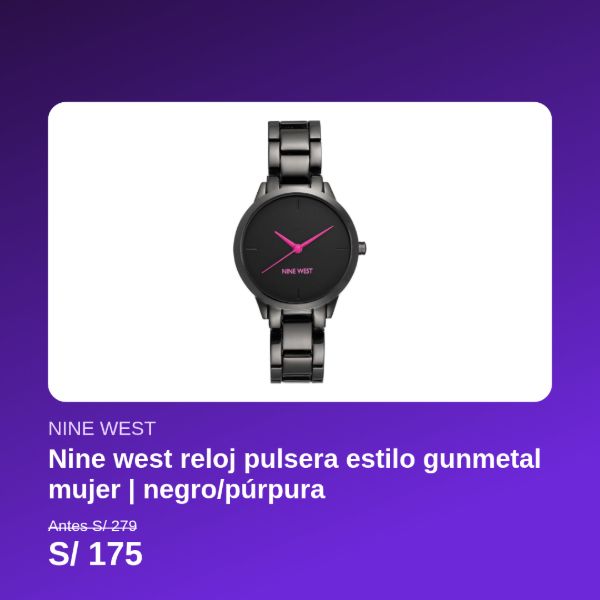 NINE WEST
NINE WEST
Nine west reloj pulsera estilo gunmetal
mujer | negro/púrpura
Antes S/ 279
S/ 175